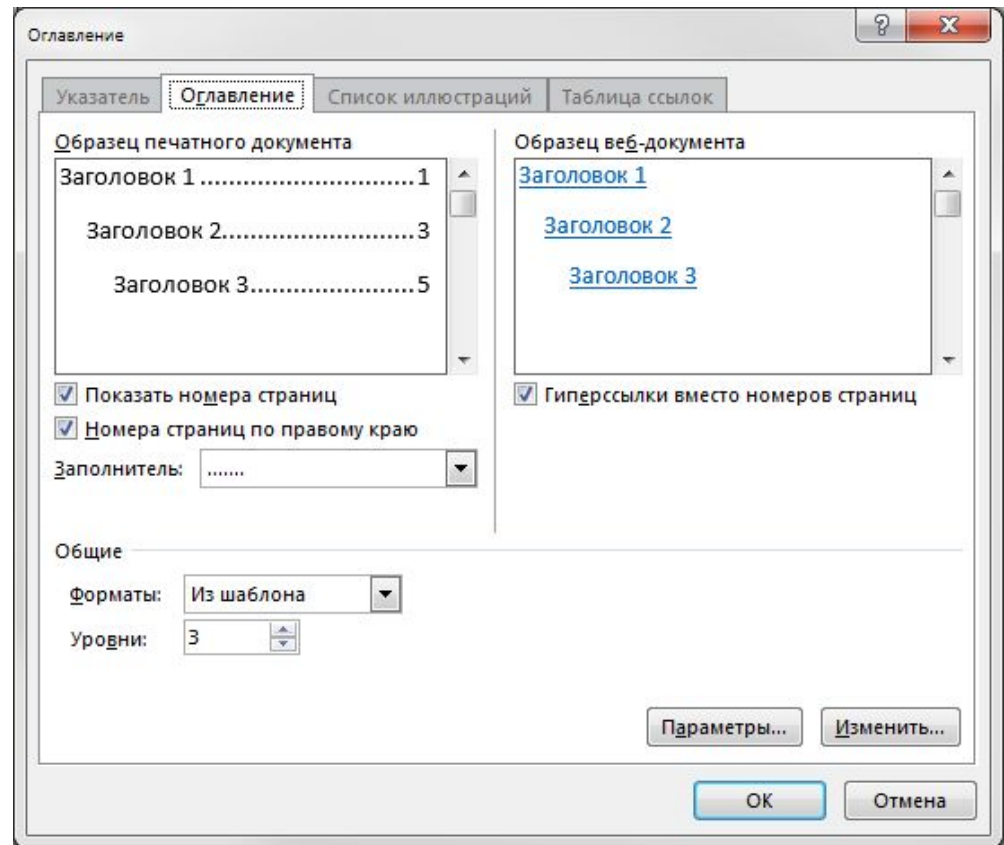 Оглавление
Указатель Оглавление Список иллюстраций Таблица ссылок
Образец печатного документа
Заголовок 1 ................................ 1
Заголовок 2............................. 3
Заголовок 3......................... 5
Показать номера страниц
Номера страниц по правому краю
Заполнитель: .......
Образец веб-документа
Заголовок 1
Заголовок 2
Заголовок 3
Гиперссылки вместо номеров страниц
Общие
Форматы: Из шаблона
Уровни: 3
Параметры... Изменить...
ОК Отмена